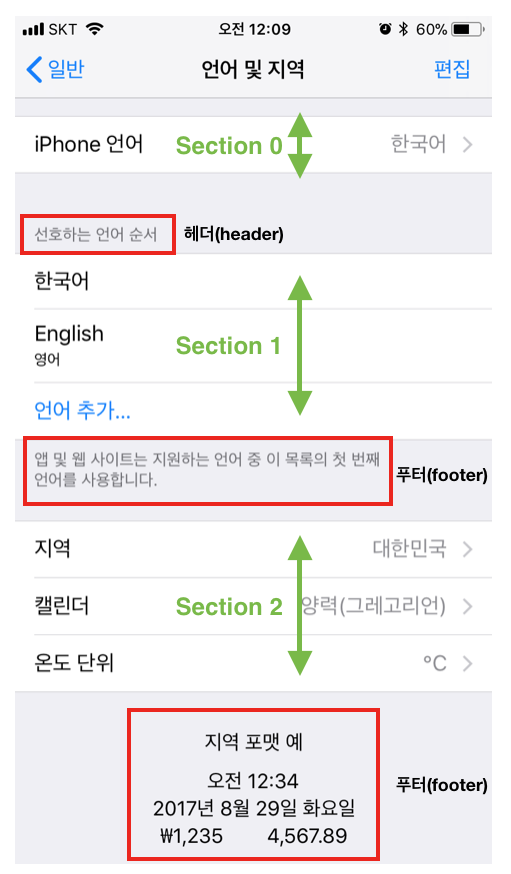 SKT 오전 12:09 60%
일반 언어 및 지역 편집
iPhone 언어 Section 0 한국어
선호하는 언어 순서 헤더(header)
한국어
English
영어
Section 1
언어 추가...
앱 및 웹 사이트는 지원하는 언어 중 이 목록의 첫 번째
언어를 사용합니다.
푸터(footer)
지역 대한민국
캘린더 Section 2 양력(그레고리언)
온도 단위 °C
지역 포맷 예
오전 12:34
2017년 8월 29일 화요일
₩1,235 4,567.89
푸터(footer)